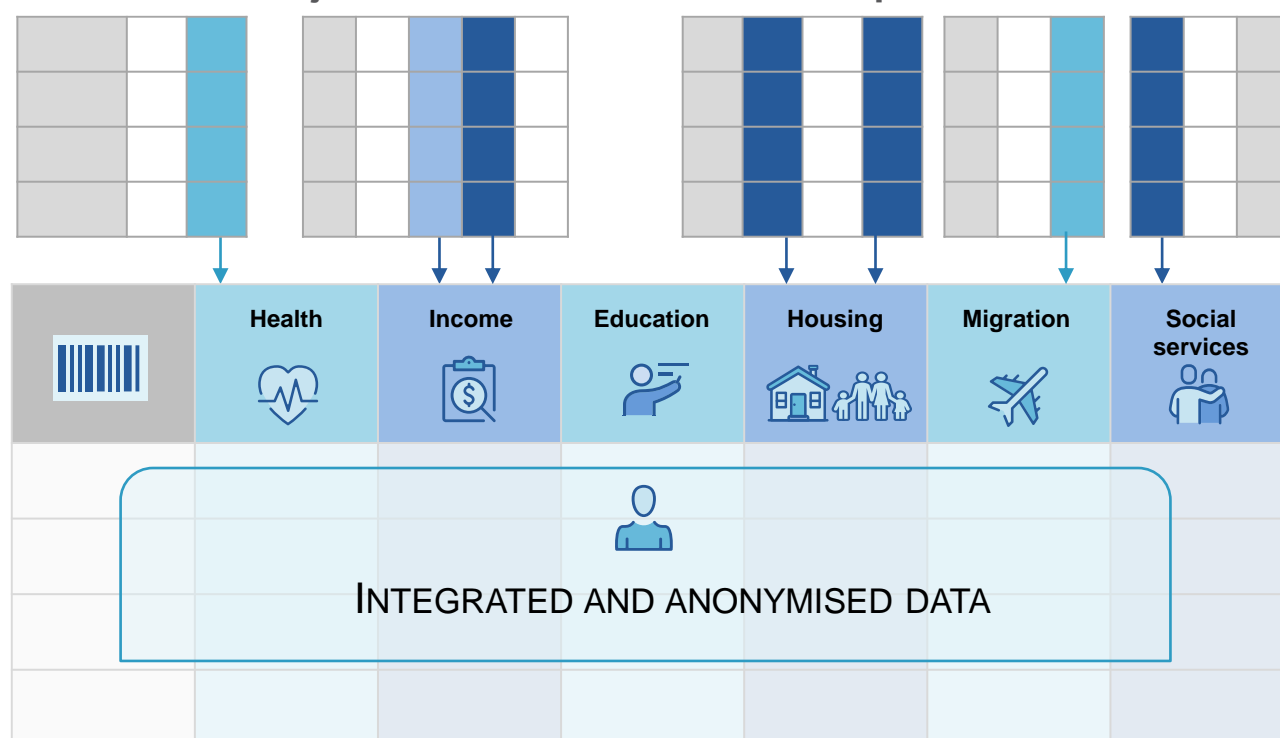 Health
Income
Education
Housing
Migration
Social
services
$
INTEGRATED AND ANONYMISED DATA